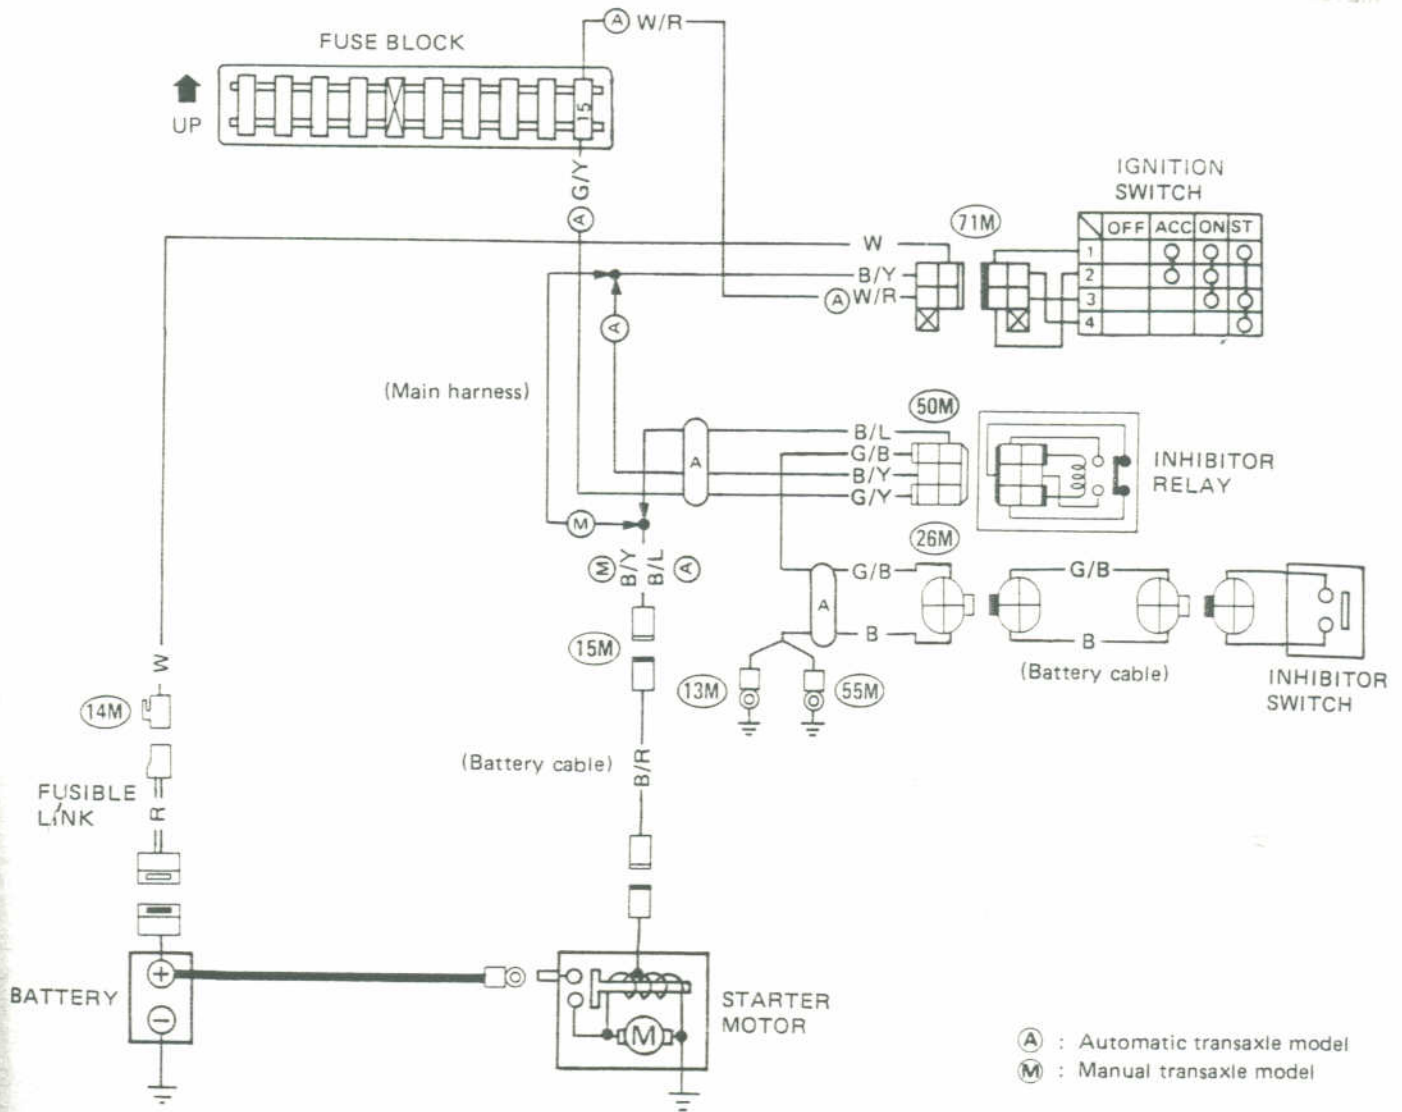 A W/R
FUSE BLOCK
UP
15
G/Y
A
IGNITION
SWITCH
71M
OFF ACC ON ST
1
2
3
4
W
B/Y
A W/R
A
(Main harness)
50M
B/L
G/B
B/Y
G/Y
A
INHIBITOR
RELAY
M
26M
M B/Y B/L A
G/B
A
B
G/B
B
(Battery cable)
INHIBITOR
SWITCH
15M
13M
55M
W
14M
(Battery cable)
B/R
FUSIBLE
LINK
R
BATTERY
+
−
M
STARTER
MOTOR
A : Automatic transaxle model
M : Manual transaxle model